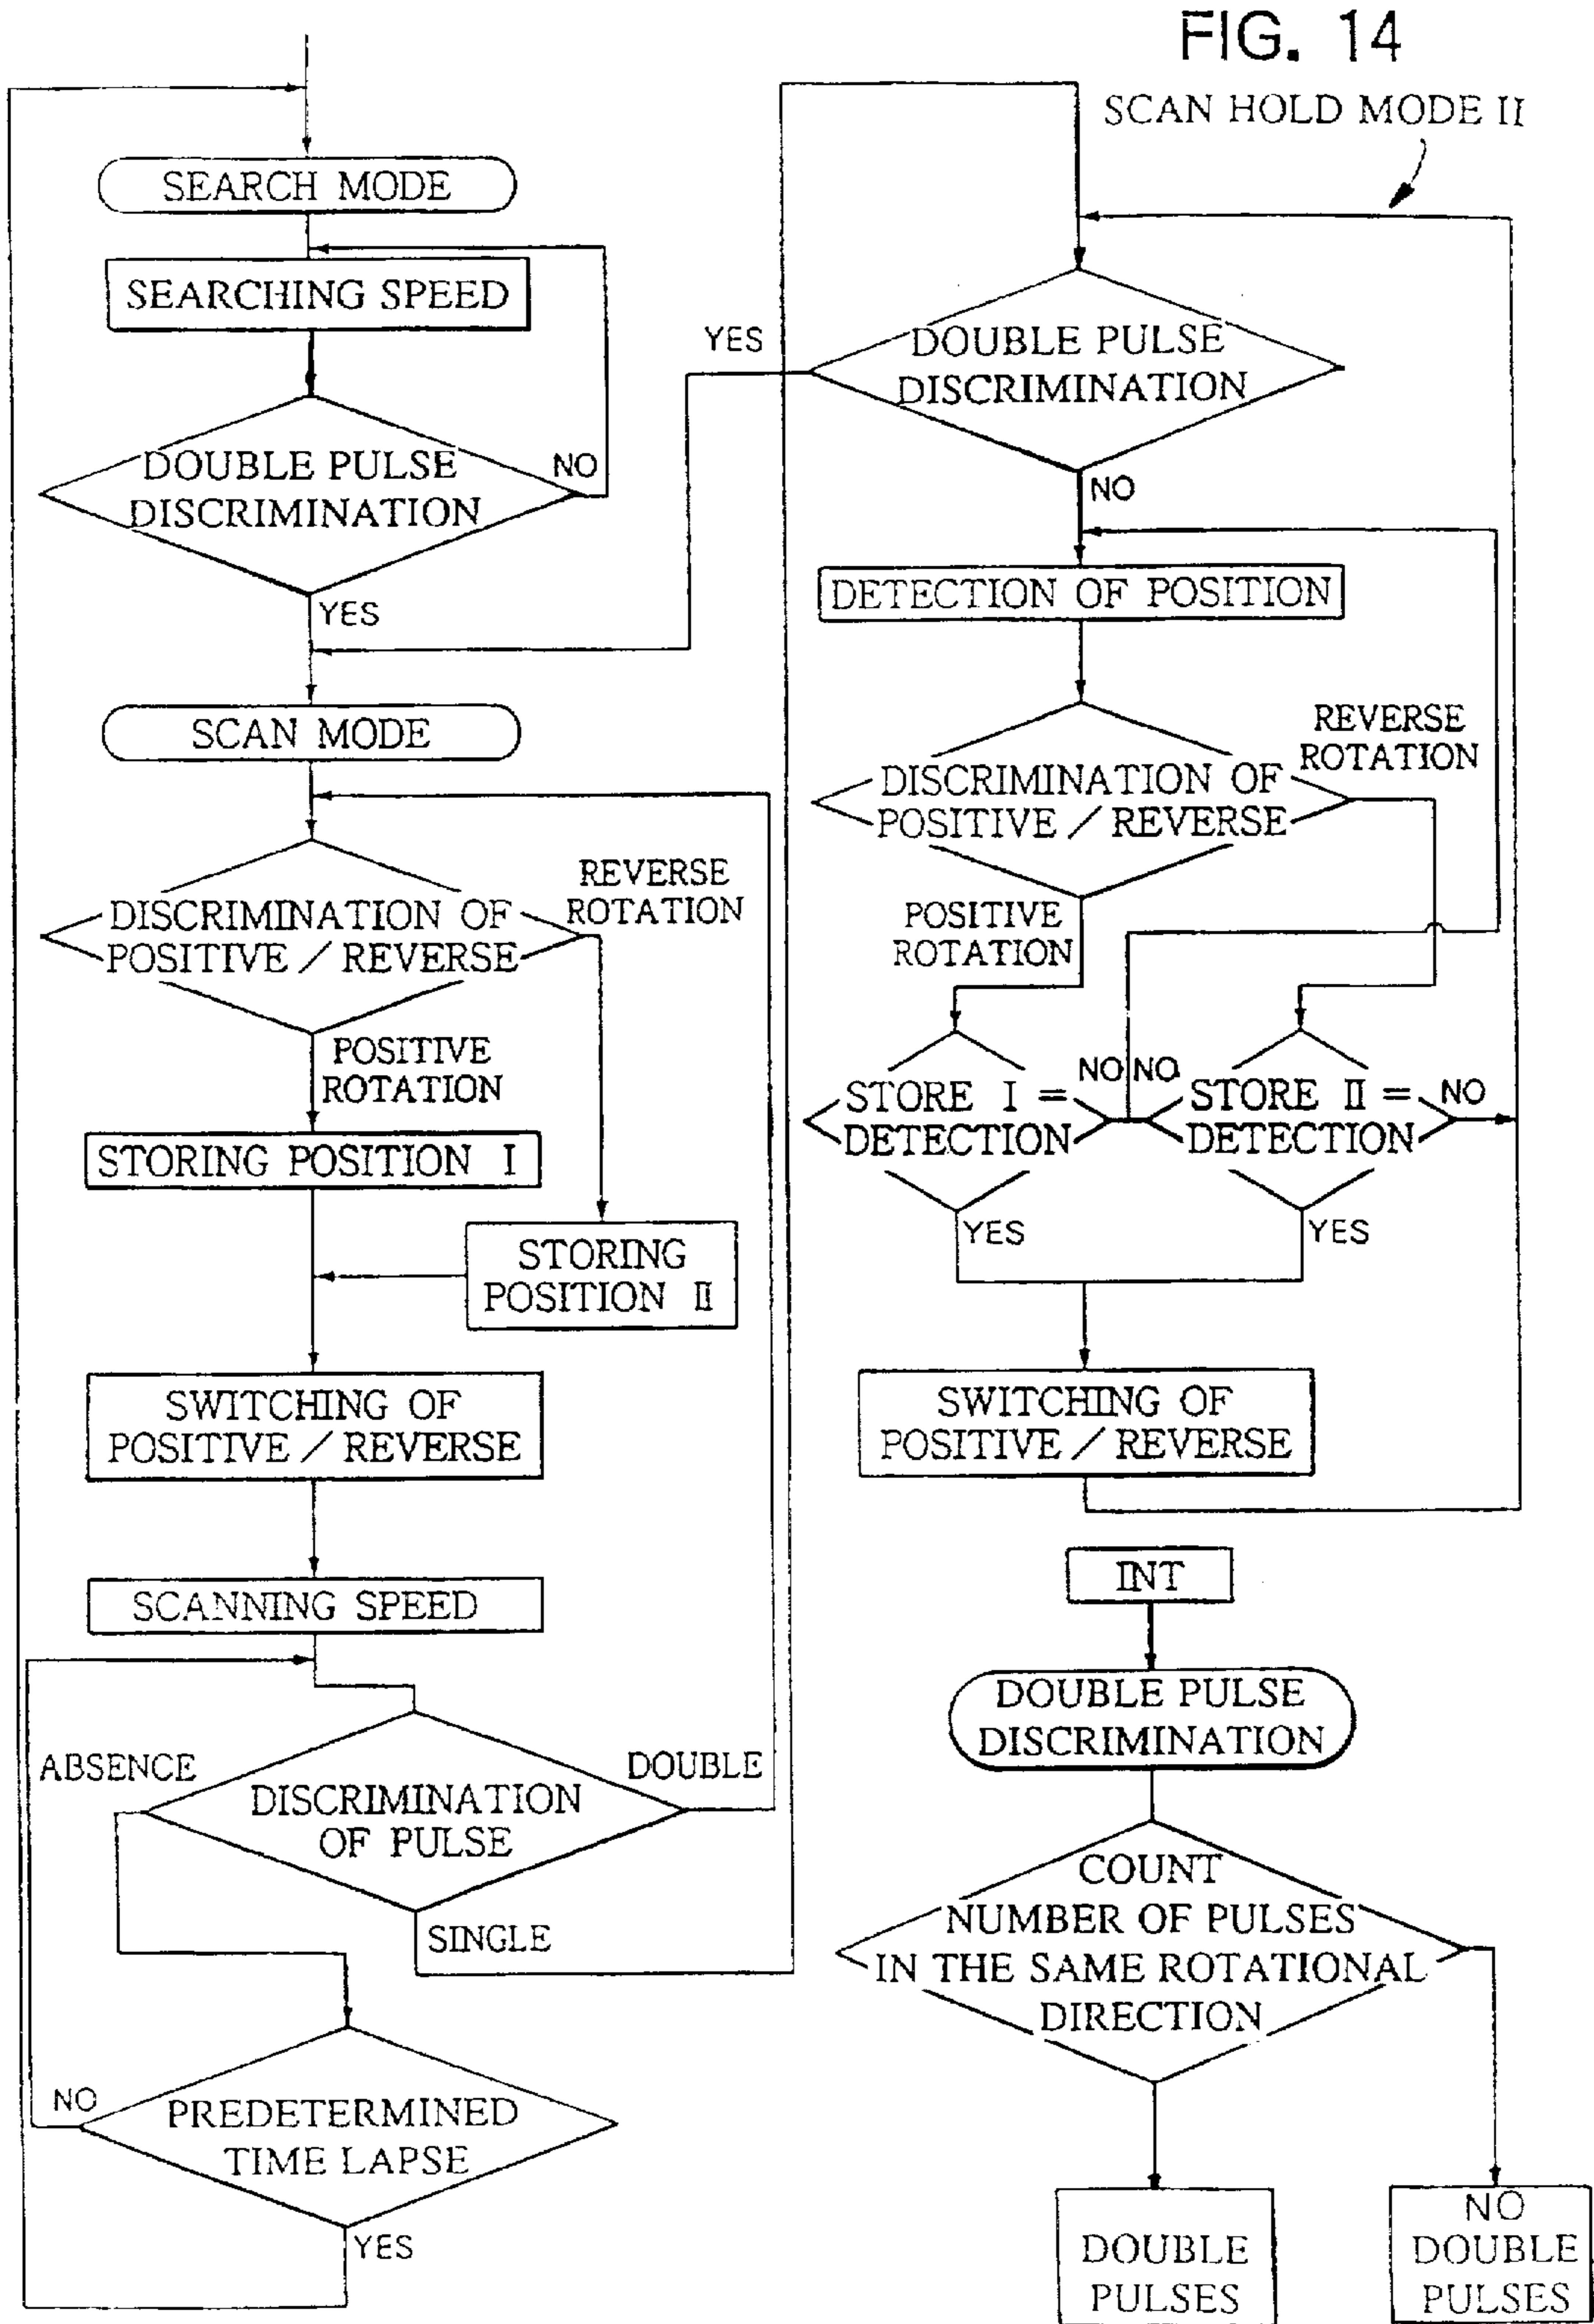 FIG. 14
SCAN HOLD MODE II
SEARCH MODE
SEARCHING SPEED
DOUBLE PULSE
DISCRIMINATION
NO
YES
SCAN MODE
DISCRIMINATION OF
POSITIVE / REVERSE
REVERSE
ROTATION
POSITIVE
ROTATION
STORING POSITION I
STORING
POSITION II
SWITCHING OF
POSITIVE / REVERSE
SCANNING SPEED
ABSENCE
DOUBLE
DISCRIMINATION
OF PULSE
SINGLE
NO
PREDETERMINED
TIME LAPSE
YES
YES
DOUBLE PULSE
DISCRIMINATION
NO
DETECTION OF POSITION
REVERSE
ROTATION
DISCRIMINATION OF
POSITIVE / REVERSE
POSITIVE
ROTATION
STORE I =
DETECTION
NO
NO
STORE II =
DETECTION
NO
YES
YES
SWITCHING OF
POSITIVE / REVERSE
INT
DOUBLE PULSE
DISCRIMINATION
COUNT
NUMBER OF PULSES
IN THE SAME ROTATIONAL
DIRECTION
DOUBLE
PULSES
NO
DOUBLE
PULSES